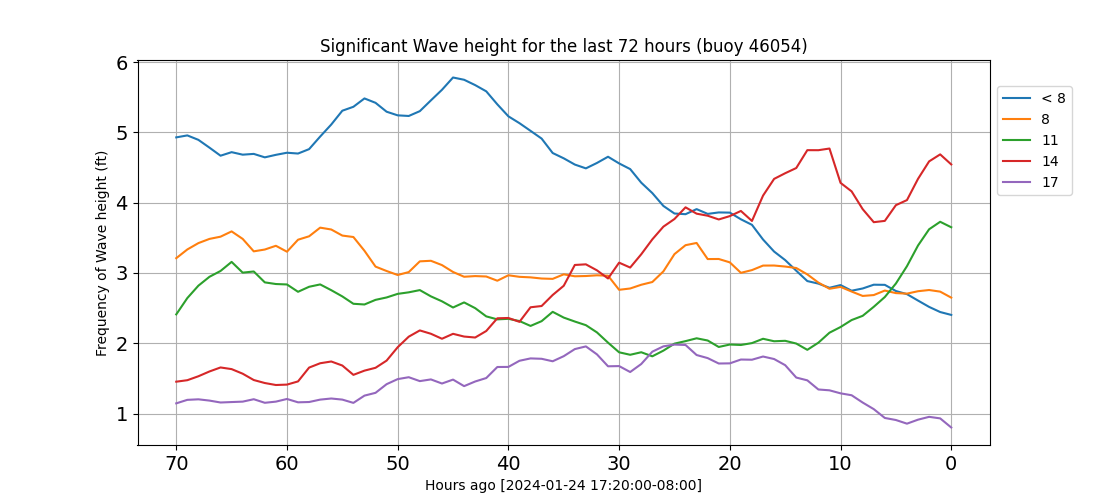 Significant Wave height for the last 72 hours (buoy 46054)
Frequency of Wave height (ft)
6
5
4
3
2
1
70 60 50 40 30 20 10 0
Hours ago [2024-01-24 17:20:00-08:00]
< 8
8
11
14
17